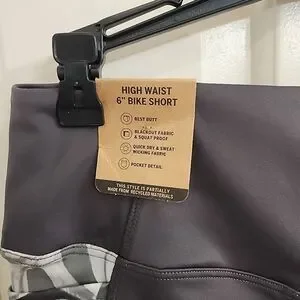 HIGH WAIST
6" BIKE SHORT
BEST BUTT
BLACKOUT FABRIC
& SQUAT PROOF
QUICK DRY & SWEAT
WICKING FABRIC
POCKET DETAIL
THIS STYLE IS PARTIALLY
MADE FROM RECYCLED MATERIALS